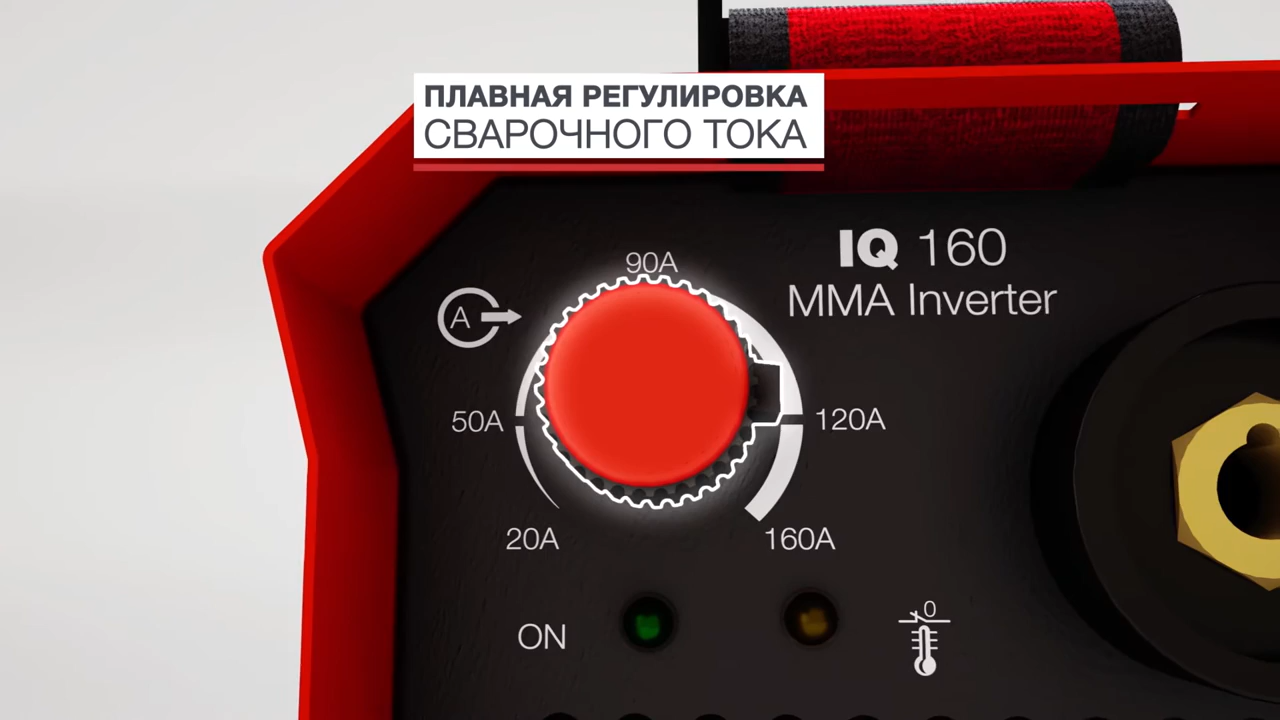 ПЛАВНАЯ РЕГУЛИРОВКА
СВАРОЧНОГО ТОКА
IQ 160
MMA Inverter
90A
A
50A
120A
20A
160A
ON
0